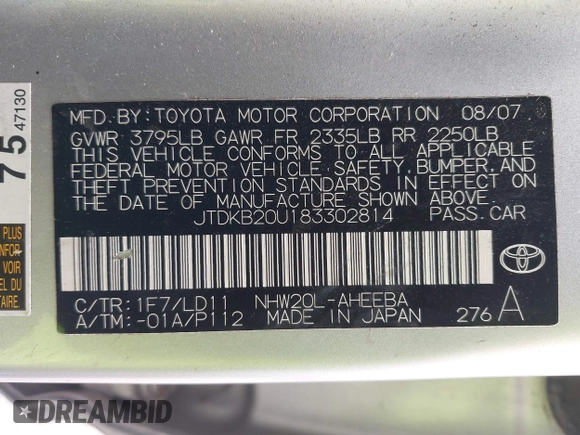 MFD. BY: TOYOTA MOTOR CORPORATION 08/07
GVWR 3795LB GAWR FR 2335LB RR 2250LB
THIS VEHICLE CONFORMS TO ALL APPLICABLE
FEDERAL MOTOR VEHICLE SAFETY, BUMPER, AND
THEFT PREVENTION STANDARDS IN EFFECT ON
THE DATE OF MANUFACTURE SHOWN ABOVE.
JTDKB20U183302814 PASS. CAR
C/TR: 1F7/LD11 NHW20L-AHEEBA
A/TM: -01A/P112 MADE IN JAPAN 276 A
TOYOTA
75
47130
VOIR
LE
DREAMBID